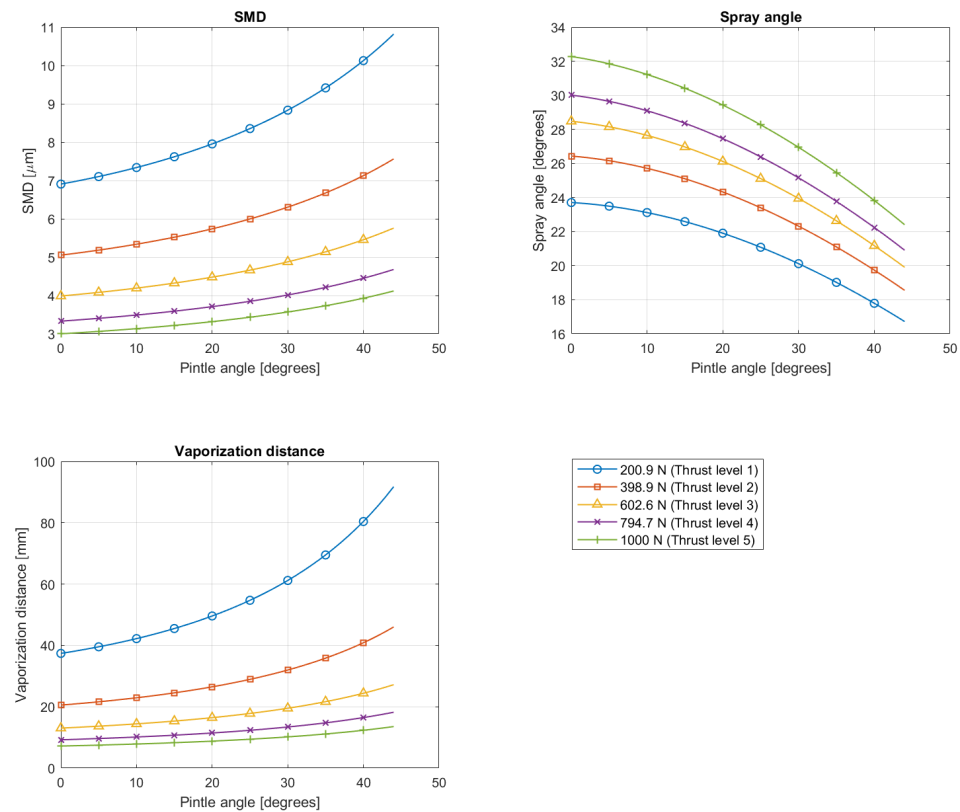 SMD
11
10
9
8
7
6
5
4
3
SMD [μm]
0 10 20 30 40 50
Pintle angle [degrees]
Spray angle
34
32
30
28
26
24
22
20
18
16
Spray angle [degrees]
0 10 20 30 40 50
Pintle angle [degrees]
Vaporization distance
100
80
60
40
20
0
Vaporization distance [mm]
0 10 20 30 40 50
Pintle angle [degrees]
200.9 N (Thrust level 1)
398.9 N (Thrust level 2)
602.6 N (Thrust level 3)
794.7 N (Thrust level 4)
1000 N (Thrust level 5)